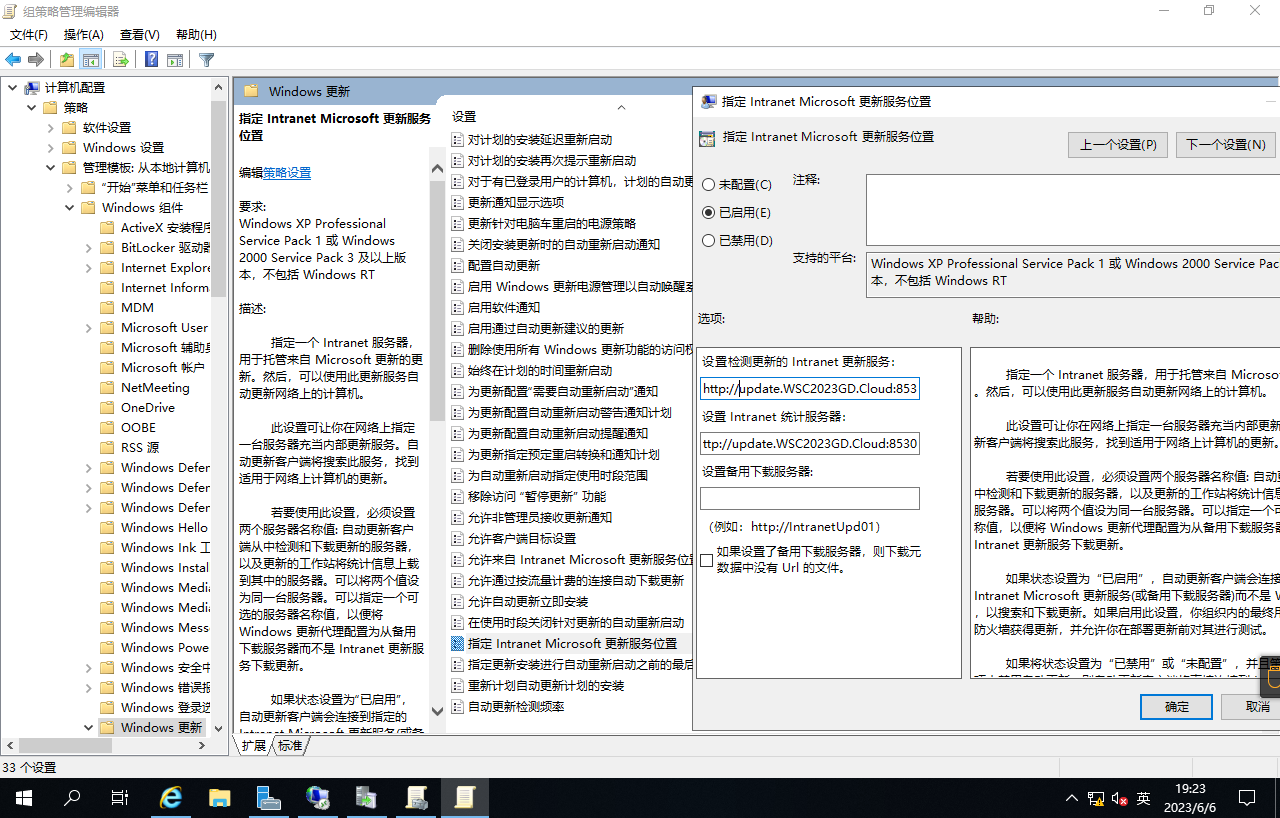 组策略管理编辑器
文件(F) 操作(A) 查看(V) 帮助(H)
计算机配置
策略
软件设置
Windows 设置
管理模板: 从本地计算机
“开始”菜单和任务栏
Windows 组件
ActiveX 安装程序
BitLocker 驱动器
Internet Explore
Internet Inform
MDM
Microsoft User
Microsoft 辅助身
Microsoft 帐户
NetMeeting
OneDrive
OOBE
RSS 源
Windows Defen
Windows Defen
Windows Defen
Windows Hello
Windows Ink 工
Windows Instal
Windows Media
Windows Media
Windows Mess
Windows Powe
Windows 安全中
Windows 错误报
Windows 登录选
Windows 更新
Windows 更新
指定 Intranet Microsoft 更新服务
位置
编辑策略设置
要求:
Windows XP Professional
Service Pack 1 或 Windows
2000 Service Pack 3 及以上版
本，不包括 Windows RT
描述:
指定一个 Intranet 服务器，
用于托管来自 Microsoft 更新的更
新。然后，可以使用此更新服务自
动更新网络上的计算机。
此设置可让你在网络上指定
一台服务器充当内部更新服务。自
动更新客户端将搜索此服务，找到
适用于网络上计算机的更新。
若要使用此设置，必须设置
两个服务器名称值: 自动更新客户
端从中检测和下载更新的服务器，
以及更新的工作站将统计信息上载
到其中的服务器。可以将两个值设
为同一台服务器。可以指定一个可
选的服务器名称值，以便将
Windows 更新代理配置为从备用
下载服务器而不是 Intranet 更新服
务下载更新。
如果状态设置为“已启用”，
自动更新客户端会连接到指定的
Intranet Microsoft 更新服务(或备
设置
对计划的安装延迟重新启动
对计划的安装再次提示重新启动
对于有已登录用户的计算机，计划的自动更
更新通知显示选项
更新针对电脑车重启的电源策略
关闭安装更新时的自动重新启动通知
配置自动更新
启用 Windows 更新电源管理以自动唤醒系
启用软件通知
启用通过自动更新建议的更新
删除使用所有 Windows 更新功能的访问权
始终在计划的时间重新启动
为更新配置“需要自动重新启动”通知
为更新配置自动重新启动警告通知计划
为更新配置自动重新启动提醒通知
为更新指定预定重启转换和通知计划
为自动重新启动指定使用时段范围
移除访问 “暂停更新” 功能
允许非管理员接收更新通知
允许客户端目标设置
允许来自 Intranet Microsoft 更新服务位置
允许通过按流量计费的连接自动下载更新
允许自动更新立即安装
在使用时段关闭针对更新的自动重新启动
指定 Intranet Microsoft 更新服务位置
指定更新安装进行自动重新启动之前的最后
重新计划自动更新计划的安装
自动更新检测频率
扩展 标准
指定 Intranet Microsoft 更新服务位置
指定 Intranet Microsoft 更新服务位置
上一个设置(P) 下一个设置(N)
未配置(C) 注释:
已启用(E)
已禁用(D)
支持的平台:
Windows XP Professional Service Pack 1 或 Windows 2000 Service Pac
本，不包括 Windows RT
选项: 帮助:
设置检测更新的 Intranet 更新服务:
http://update.WSC2023GD.Cloud:853
设置 Intranet 统计服务器:
ttp://update.WSC2023GD.Cloud:8530
设置备用下载服务器:
(例如: http://IntranetUpd01)
如果设置了备用下载服务器，则下载元
数据中没有 Url 的文件。
指定一个 Intranet 服务器，用于托管来自 Microso
。然后，可以使用此更新服务自动更新网络上的计算机。
此设置可让你在网络上指定一台服务器充当内部更新
新客户端将搜索此服务，找到适用于网络上计算机的更新。
若要使用此设置，必须设置两个服务器名称值: 自动更
中检测和下载更新的服务器，以及更新的工作站将统计信息
服务器。可以将两个值设为同一台服务器。可以指定一个可
称值，以便将 Windows 更新代理配置为从备用下载服务器
Intranet 更新服务下载更新。
如果状态设置为“已启用”，自动更新客户端会连接
Intranet Microsoft 更新服务(或备用下载服务器)而不是 W
，以搜索和下载更新。如果启用此设置，你组织内的最终用
防火墙获得更新，并允许你在部署更新前对其进行测试。
如果将状态设置为“已禁用”或“未配置”，并且
确定 取消
33 个设置
英
19:23
2023/6/6